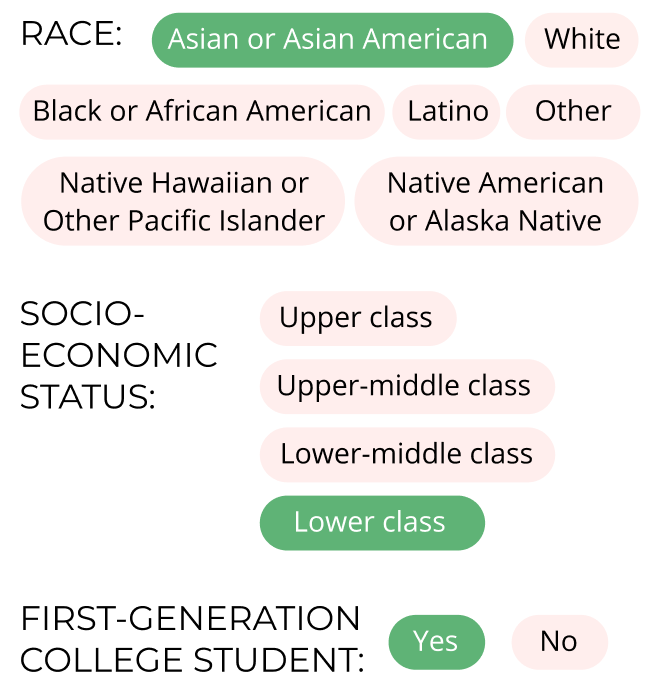 RACE: Asian or Asian American White
Black or African American Latino Other
Native Hawaiian or
Other Pacific Islander
Native American
or Alaska Native
SOCIO-
ECONOMIC
STATUS:
Upper class
Upper-middle class
Lower-middle class
Lower class
FIRST-GENERATION
COLLEGE STUDENT:
Yes No